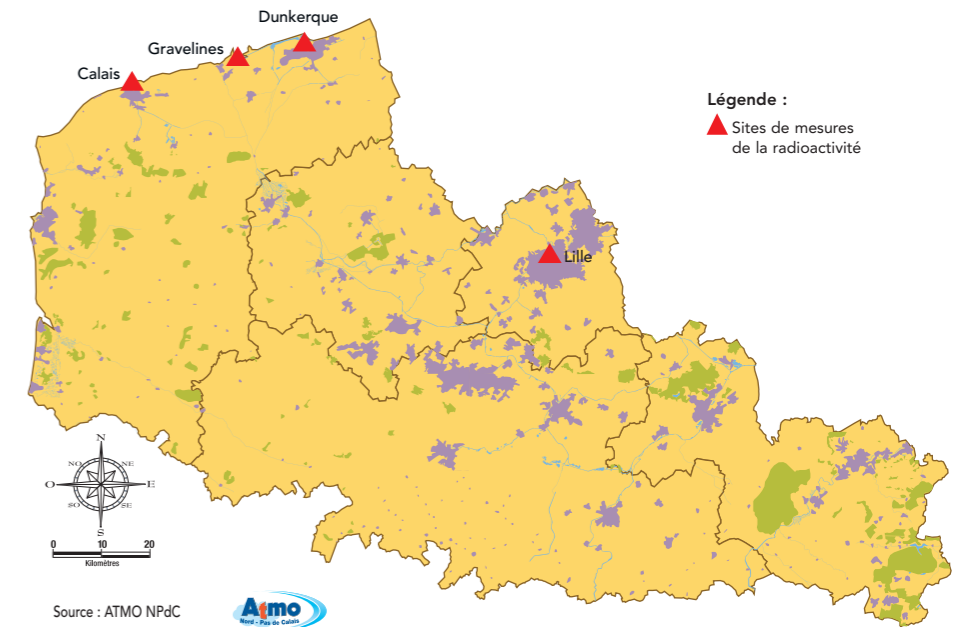 Dunkerque
Gravelines
Calais
Légende :
Sites de mesures
de la radioactivité
Lille
N
NO NE
O E
SO SE
S
0 10 20
Kilomètres
Source : ATMO NPdC
Atmo
Nord - Pas de Calais